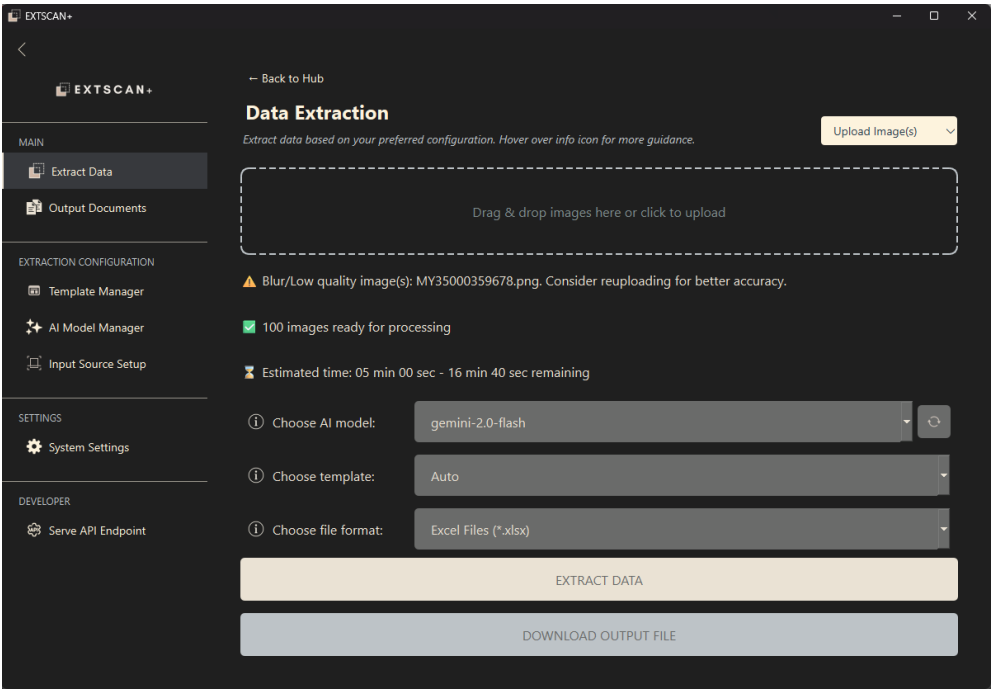 EXTSCAN+
EXTSCAN+
MAIN
Extract Data
Output Documents
EXTRACTION CONFIGURATION
Template Manager
AI Model Manager
Input Source Setup
SETTINGS
System Settings
DEVELOPER
Serve API Endpoint
← Back to Hub
Data Extraction
Extract data based on your preferred configuration. Hover over info icon for more guidance.
Upload Image(s)
Drag & drop images here or click to upload
⚠ Blur/Low quality image(s): MY35000359678.png. Consider reuploading for better accuracy.
✅ 100 images ready for processing
⏳ Estimated time: 05 min 00 sec - 16 min 40 sec remaining
Choose AI model: gemini-2.0-flash
Choose template: Auto
Choose file format: Excel Files (*.xlsx)
EXTRACT DATA
DOWNLOAD OUTPUT FILE